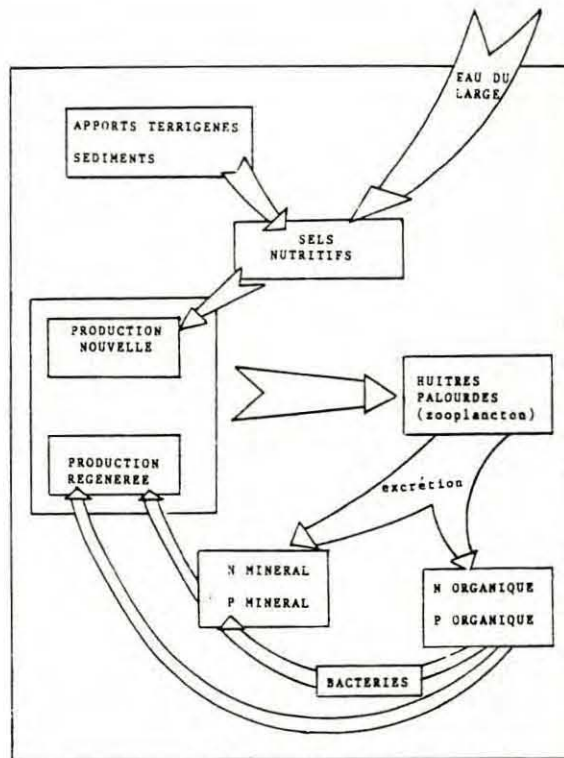 EAU DU
LARGE
APPORTS TERRIGENES
SEDIMENTS
SELS
NUTRITIFS
PRODUCTION
NOUVELLE
HUITRES
PALOURDES
(zooplancton)
PRODUCTION
REGENEREE
excrétion
N MINERAL
P MINERAL
N ORGANIQUE
P ORGANIQUE
BACTERIES